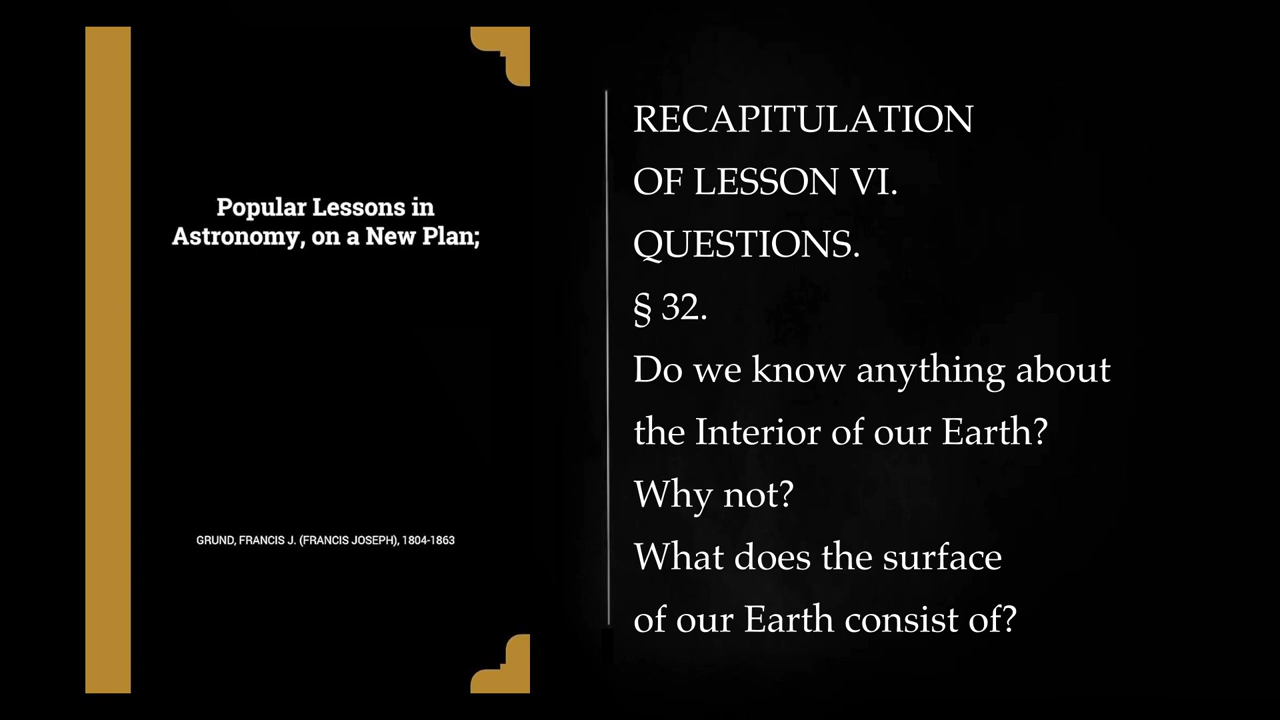 Popular Lessons in
Astronomy, on a New Plan;
GRUND, FRANCIS J. (FRANCIS JOSEPH), 1804-1863
RECAPITULATION
OF LESSON VI.
QUESTIONS.
§ 32.
Do we know anything about
the Interior of our Earth?
Why not?
What does the surface
of our Earth consist of?